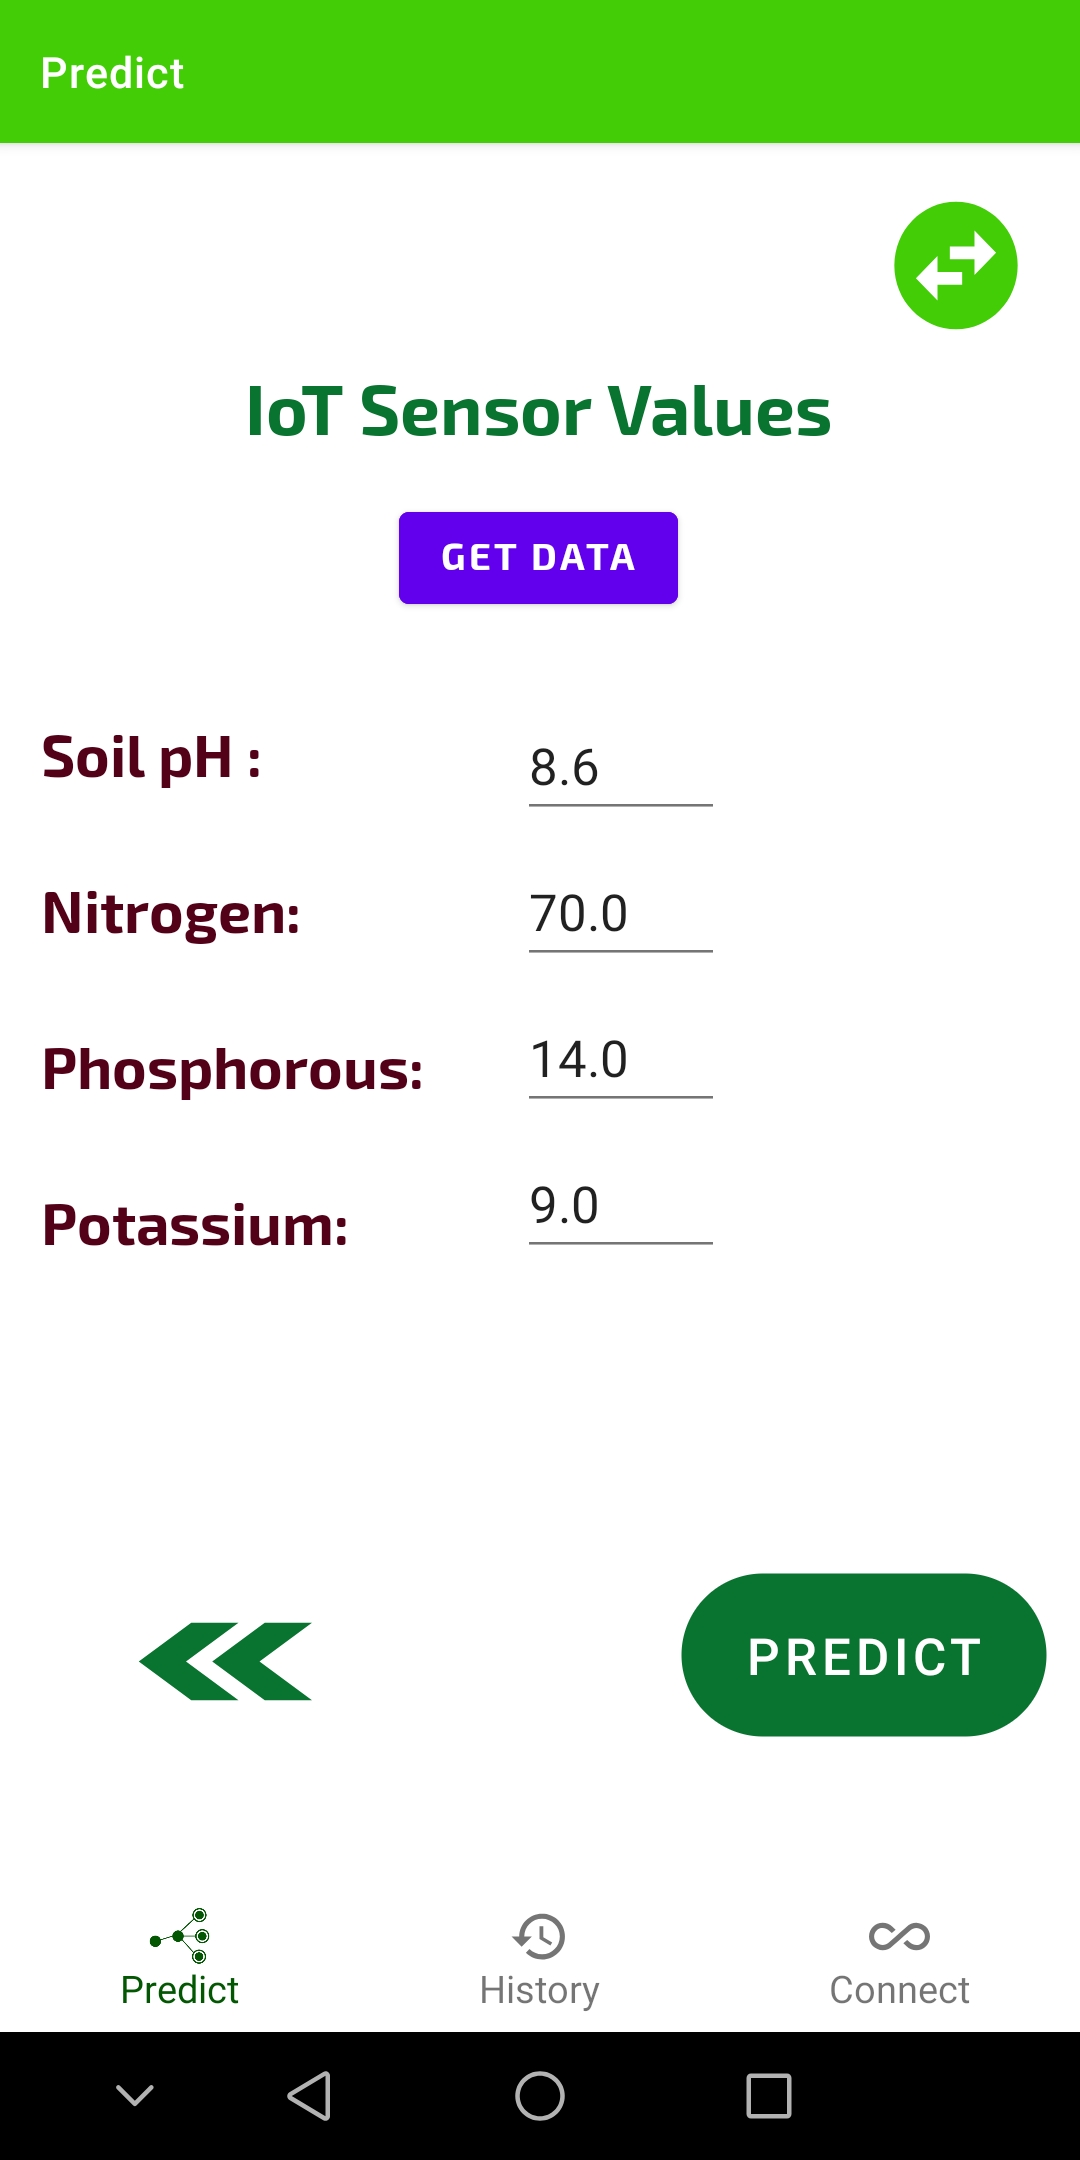 Predict
IoT Sensor Values
GET DATA
Soil pH : 8.6
Nitrogen: 70.0
Phosphorous: 14.0
Potassium: 9.0
PREDICT
Predict History Connect